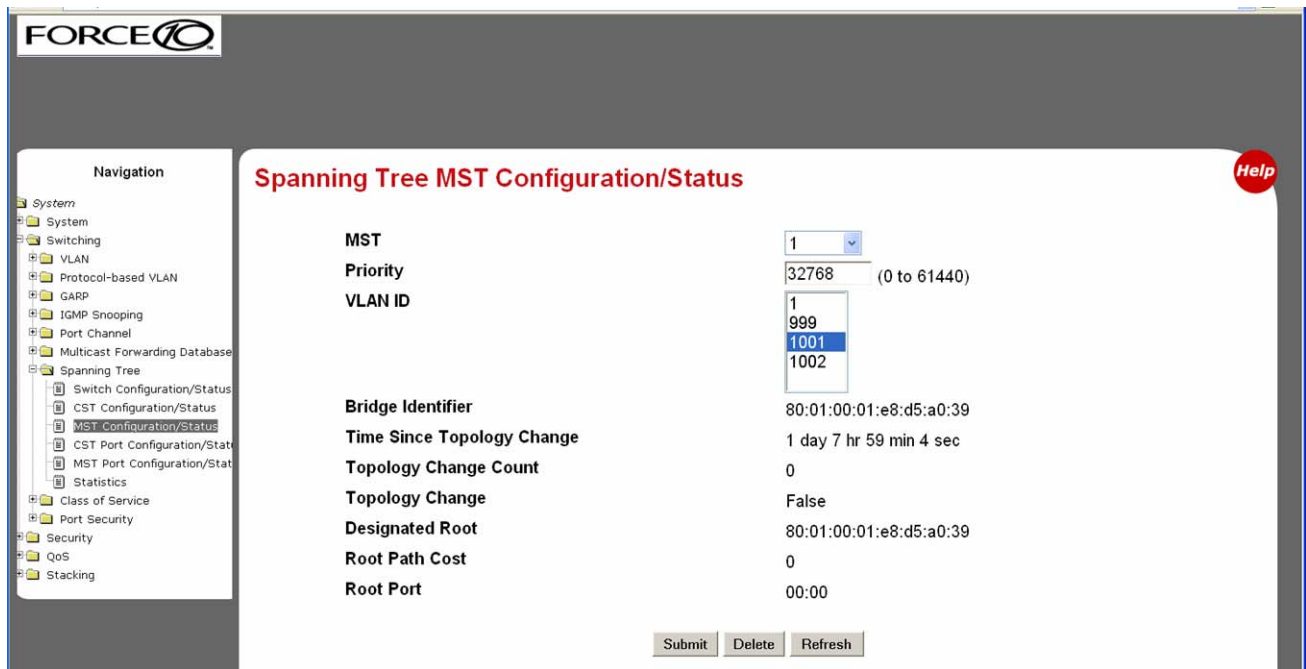 FORCE10
Navigation
System
System
Switching
VLAN
Protocol-based VLAN
GARP
IGMP Snooping
Port Channel
Multicast Forwarding Database
Spanning Tree
Switch Configuration/Status
CST Configuration/Status
MST Configuration/Status
CST Port Configuration/Stat
MST Port Configuration/Stat
Statistics
Class of Service
Port Security
Security
QoS
Stacking
Spanning Tree MST Configuration/Status
Help
MST 1
Priority 32768 (0 to 61440)
VLAN ID 1
999
1001
1002
Bridge Identifier 80:01:00:01:e8:d5:a0:39
Time Since Topology Change 1 day 7 hr 59 min 4 sec
Topology Change Count 0
Topology Change False
Designated Root 80:01:00:01:e8:d5:a0:39
Root Path Cost 0
Root Port 00:00
Submit Delete Refresh